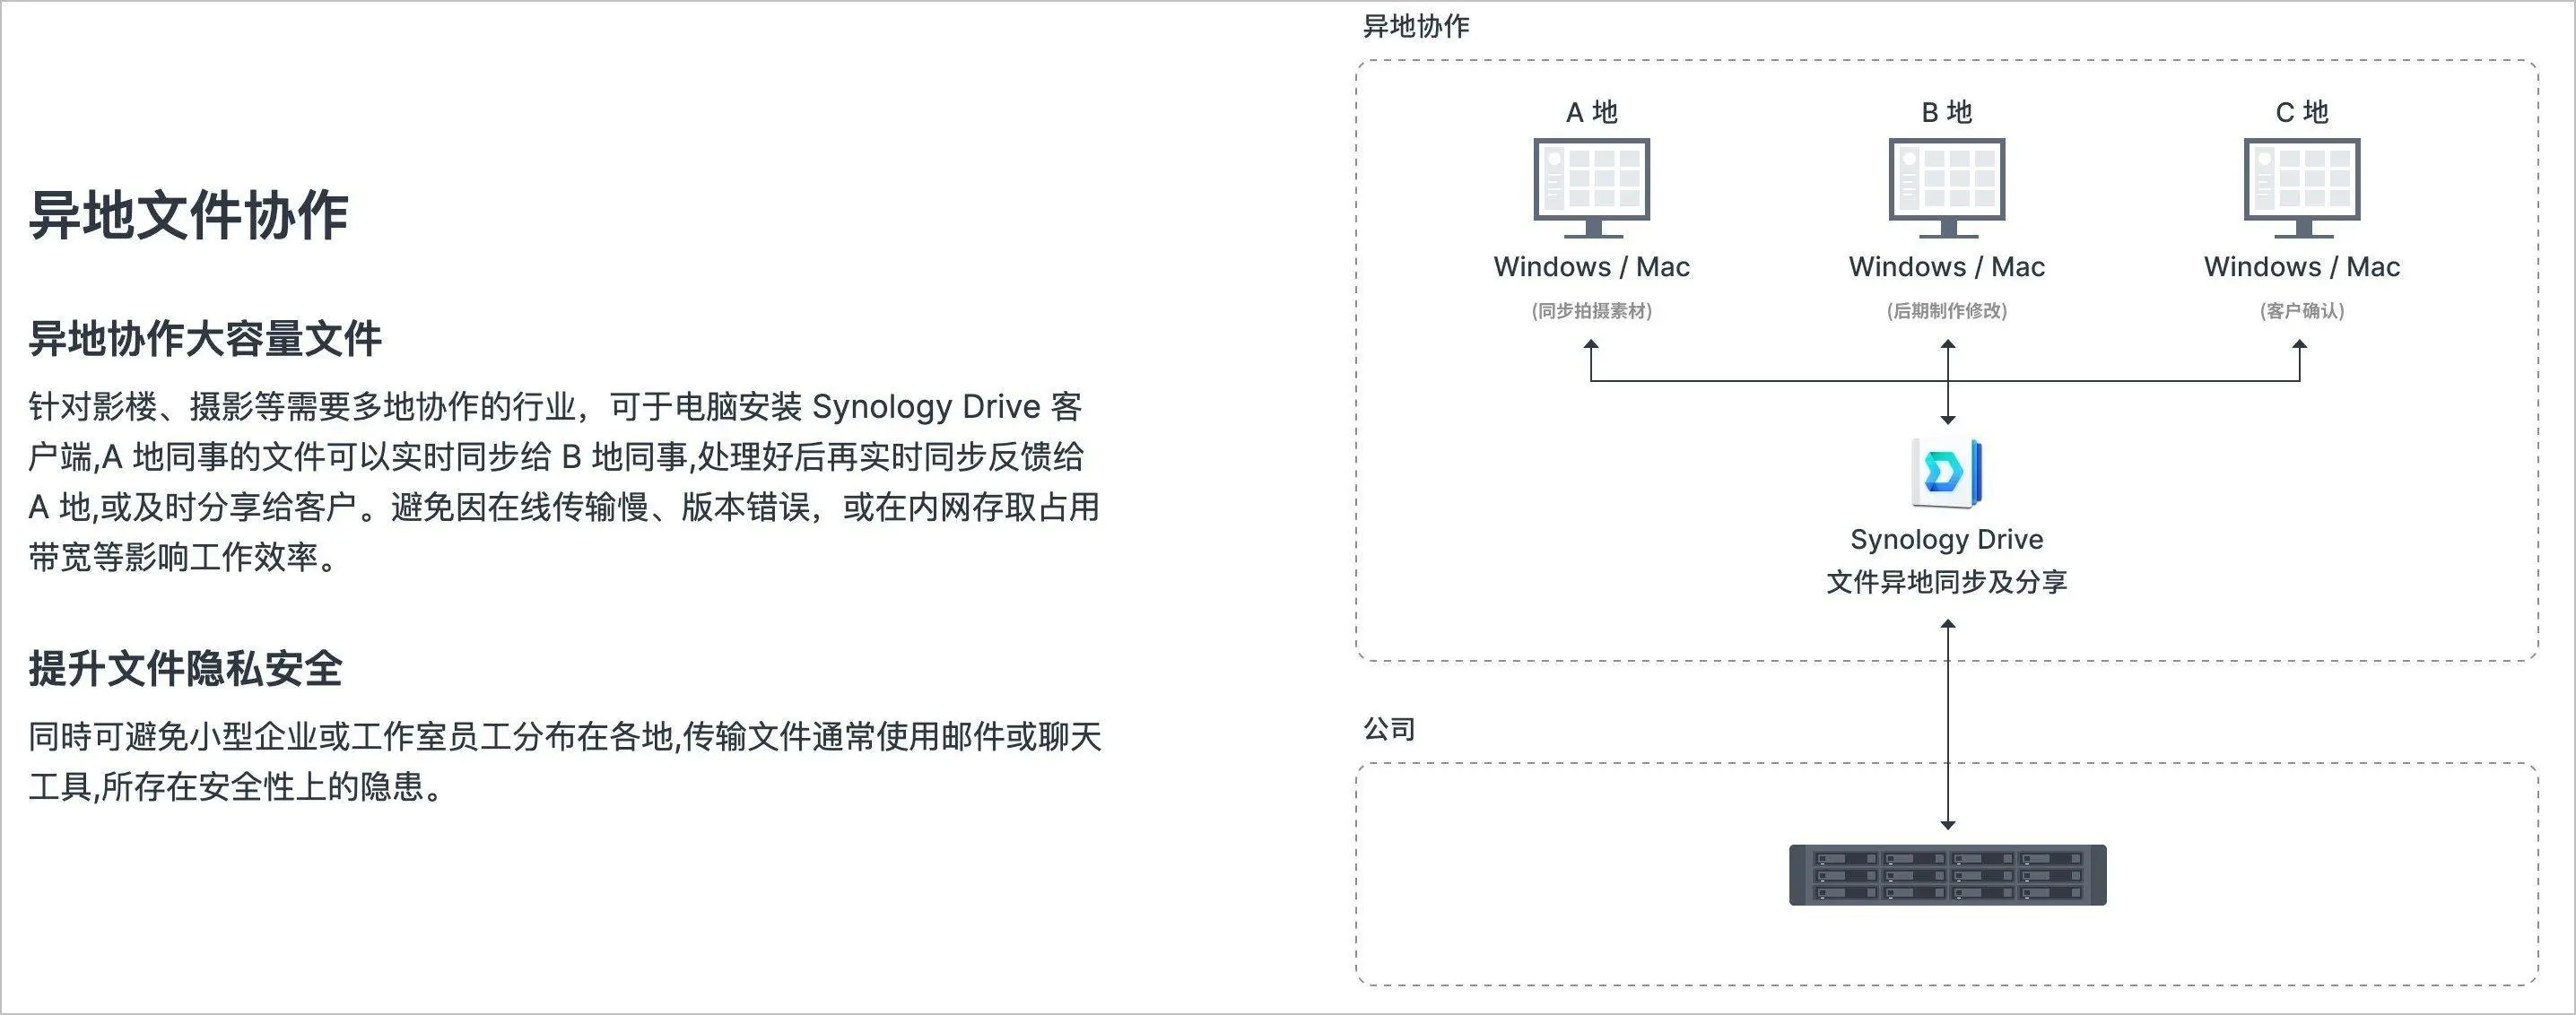 异地文件协作
异地协作大容量文件
针对影楼、摄影等需要多地协作的行业，可于电脑安装 Synology Drive 客
户端,A 地同事的文件可以实时同步给 B 地同事,处理好后再实时同步反馈给
A 地,或及时分享给客户。避免因在线传输慢、版本错误，或在内网存取占用
带宽等影响工作效率。
提升文件隐私安全
同時可避免小型企业或工作室员工分布在各地,传输文件通常使用邮件或聊天
工具,所存在安全性上的隐患。
异地协作
A 地
B 地
C 地
Windows / Mac
Windows / Mac
Windows / Mac
(同步拍摄素材)
(后期制作修改)
(客户确认)
Synology Drive
文件异地同步及分享
公司